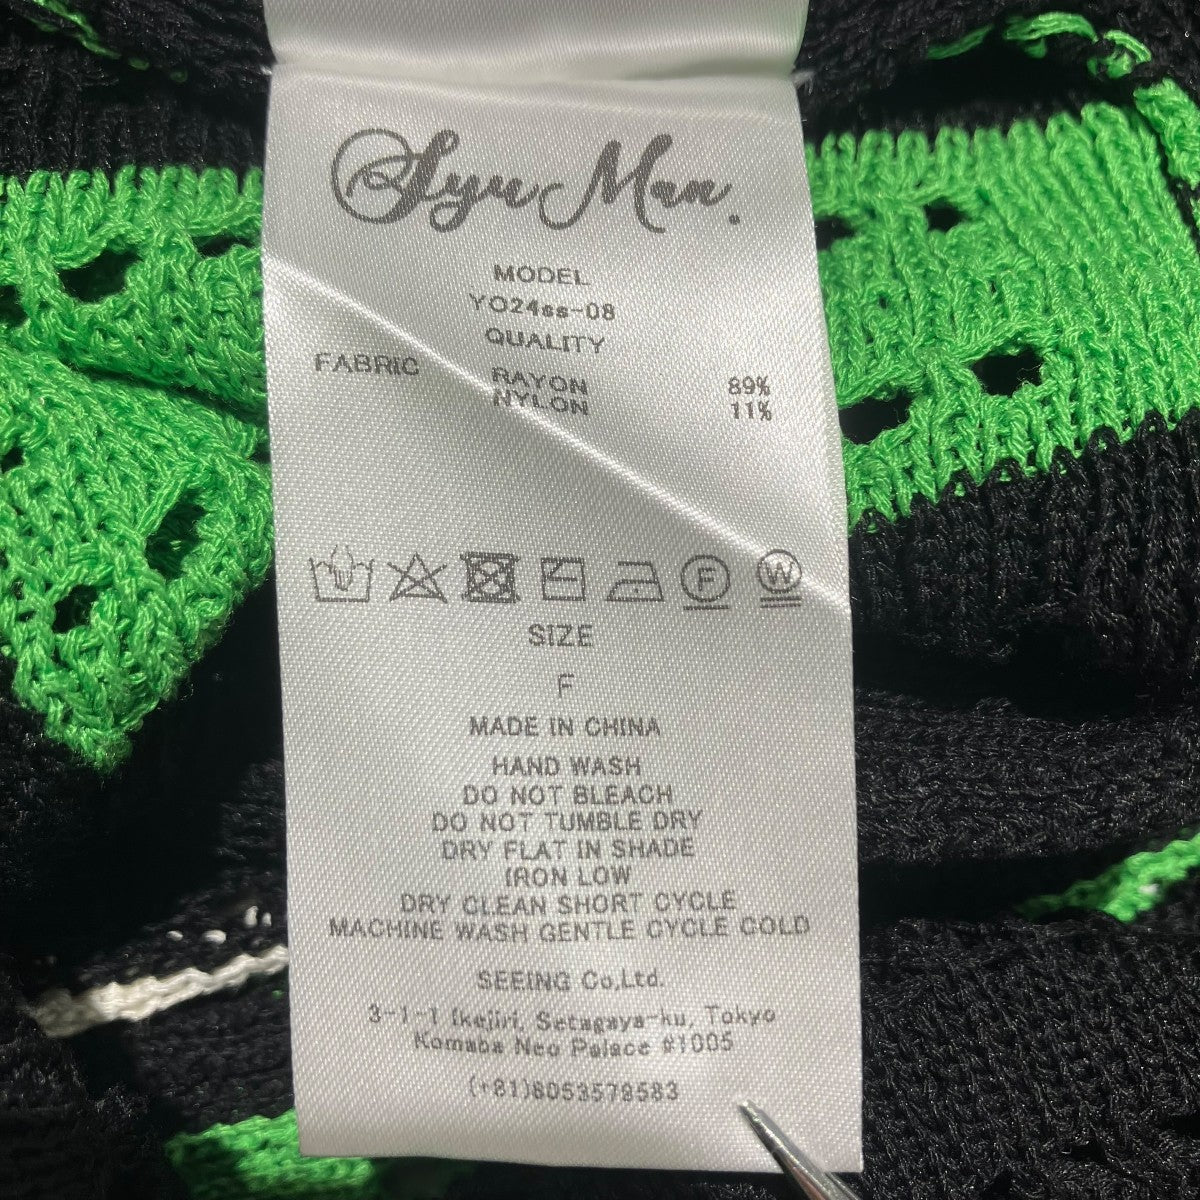 Syu Man.
MODEL
YO24ss-08
QUALITY
FABRIC RAYON 89%
NYLON 11%
F W
SIZE
F
MADE IN CHINA
HAND WASH
DO NOT BLEACH
DO NOT TUMBLE DRY
DRY FLAT IN SHADE
IRON LOW
DRY CLEAN SHORT CYCLE
MACHINE WASH GENTLE CYCLE COLD
SEEING Co,Ltd.
3-1-1 Ikejiri, Setagaya-ku, Tokyo
Komaba Neo Palace #1005
(+81)8053579583